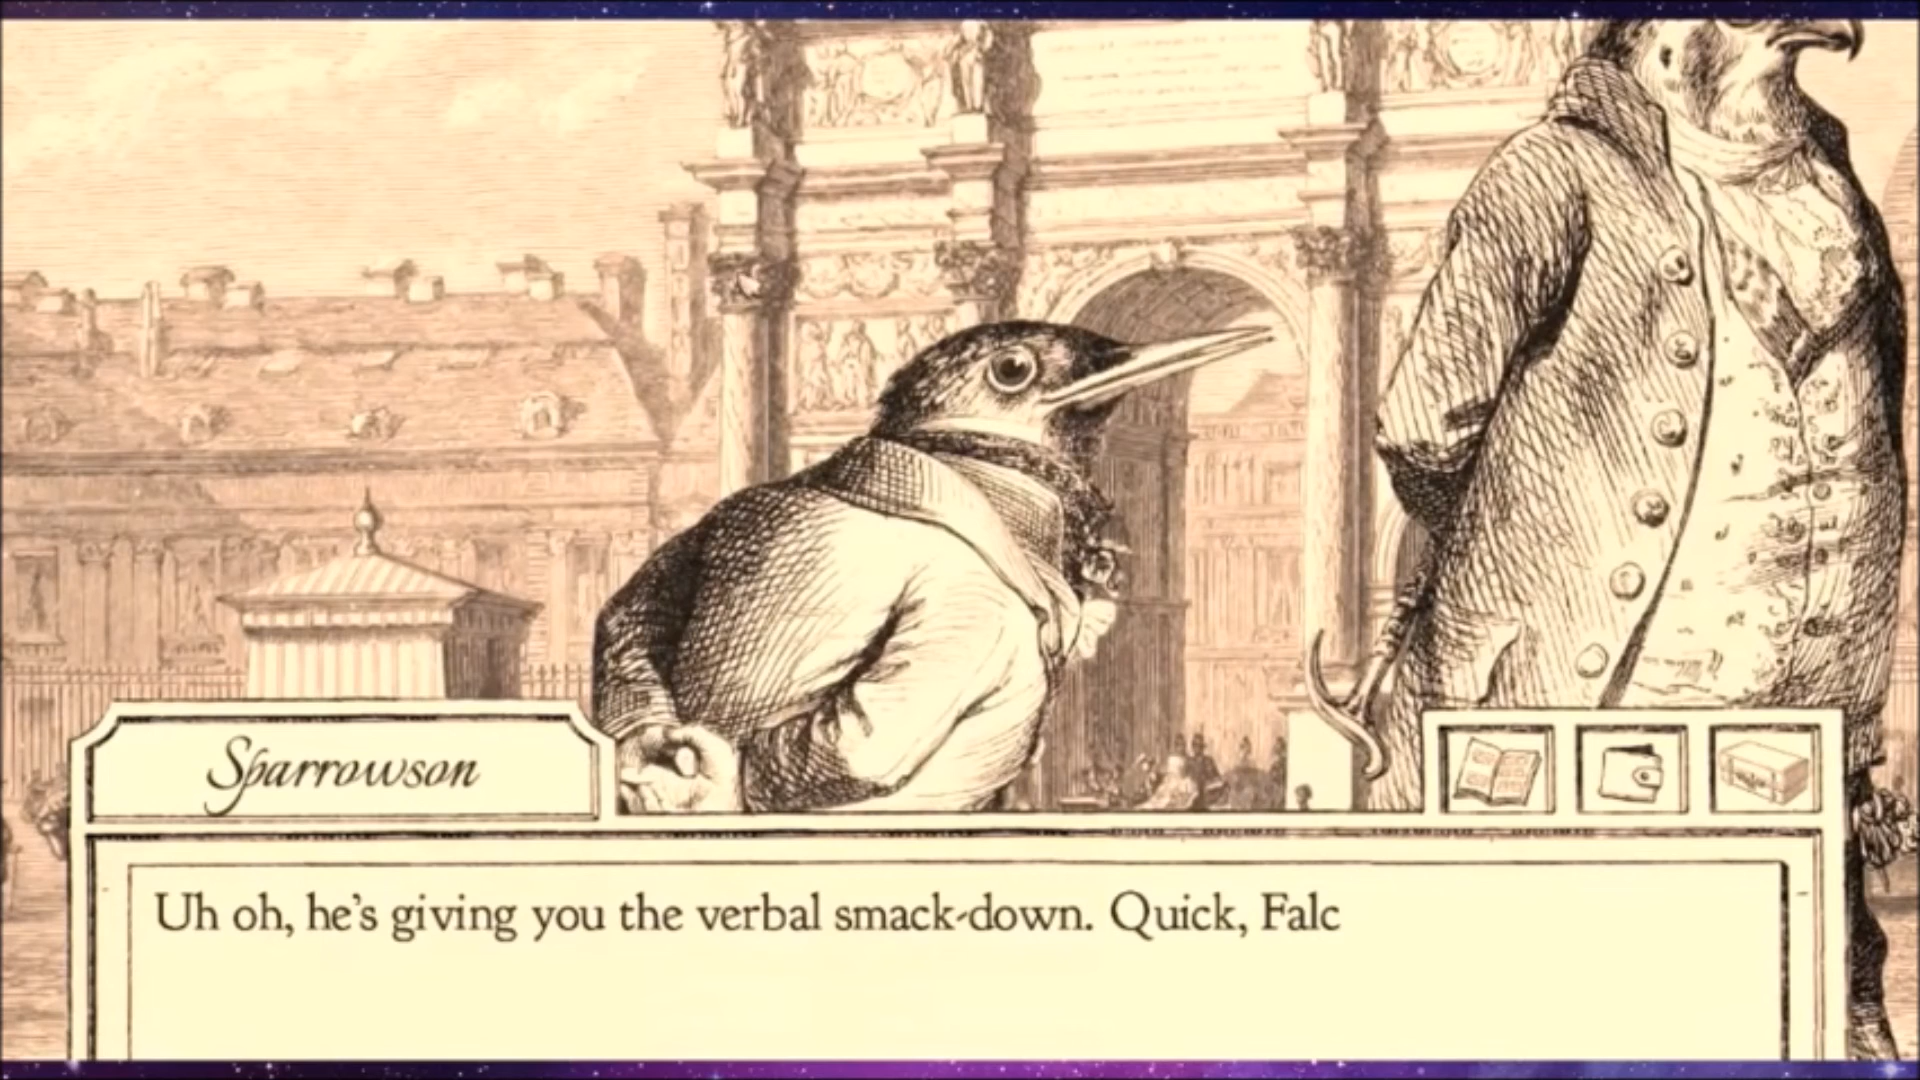 Sparrowson
Uh oh, he's giving you the verbal smack-down. Quick, Falc